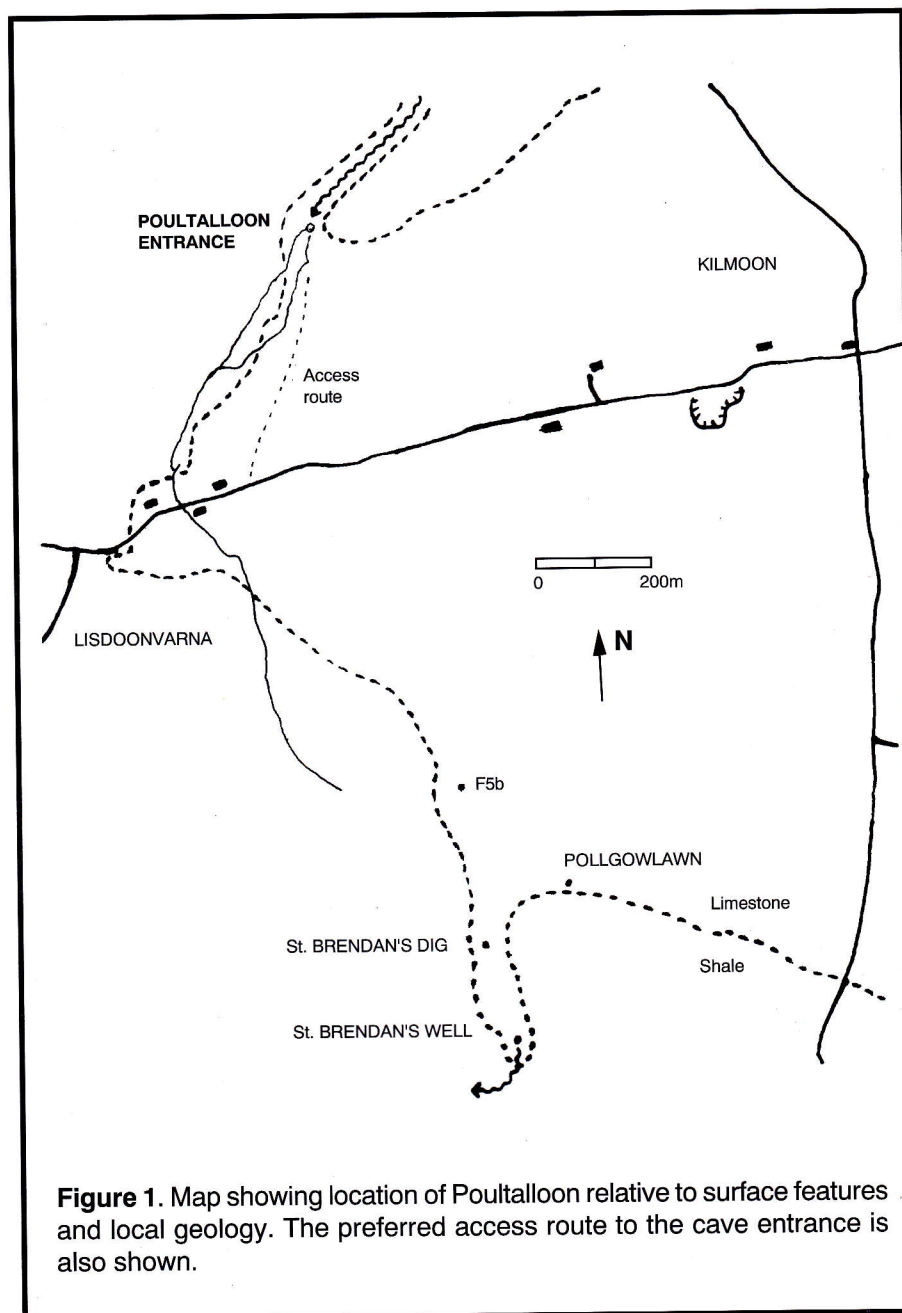 POULTALLOON
ENTRANCE
KILMOON
Access
route
0 200m
N
LISDOONVARNA
F5b
POLLGOWLAWN
Limestone
St. BRENDAN'S DIG
Shale
St. BRENDAN'S WELL
Figure 1. Map showing location of Poultalloon relative to surface features
and local geology. The preferred access route to the cave entrance is
also shown.